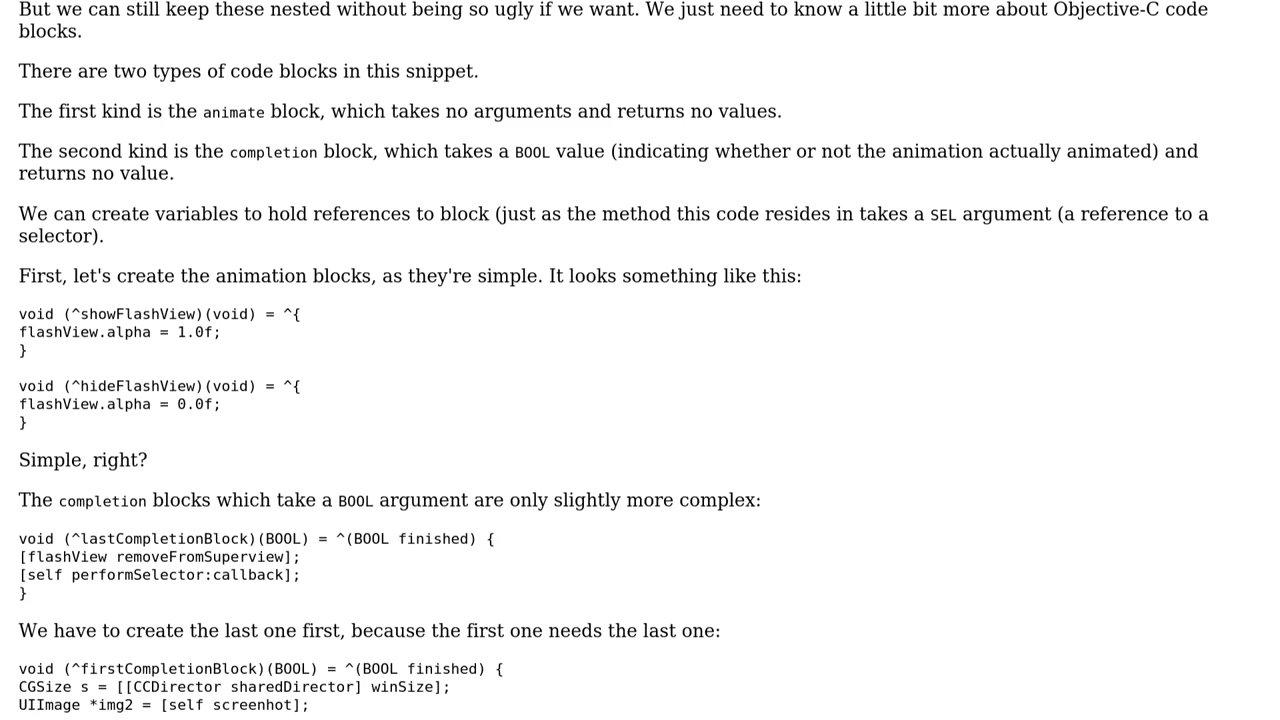 But we can still keep these nested without being so ugly if we want. We just need to know a little bit more about Objective-C code
blocks.
There are two types of code blocks in this snippet.
The first kind is the animate block, which takes no arguments and returns no values.
The second kind is the completion block, which takes a BOOL value (indicating whether or not the animation actually animated) and
returns no value.
We can create variables to hold references to block (just as the method this code resides in takes a SEL argument (a reference to a
selector).
First, let's create the animation blocks, as they're simple. It looks something like this:
void (^showFlashView)(void) = ^{
flashView.alpha = 1.0f;
}
void (^hideFlashView)(void) = ^{
flashView.alpha = 0.0f;
}
Simple, right?
The completion blocks which take a BOOL argument are only slightly more complex:
void (^lastCompletionBlock)(BOOL) = ^(BOOL finished) {
[flashView removeFromSuperview];
[self performSelector:callback];
}
We have to create the last one first, because the first one needs the last one:
void (^firstCompletionBlock)(BOOL) = ^(BOOL finished) {
CGSize s = [[CCDirector sharedDirector] winSize];
UIImage *img2 = [self screenhot];